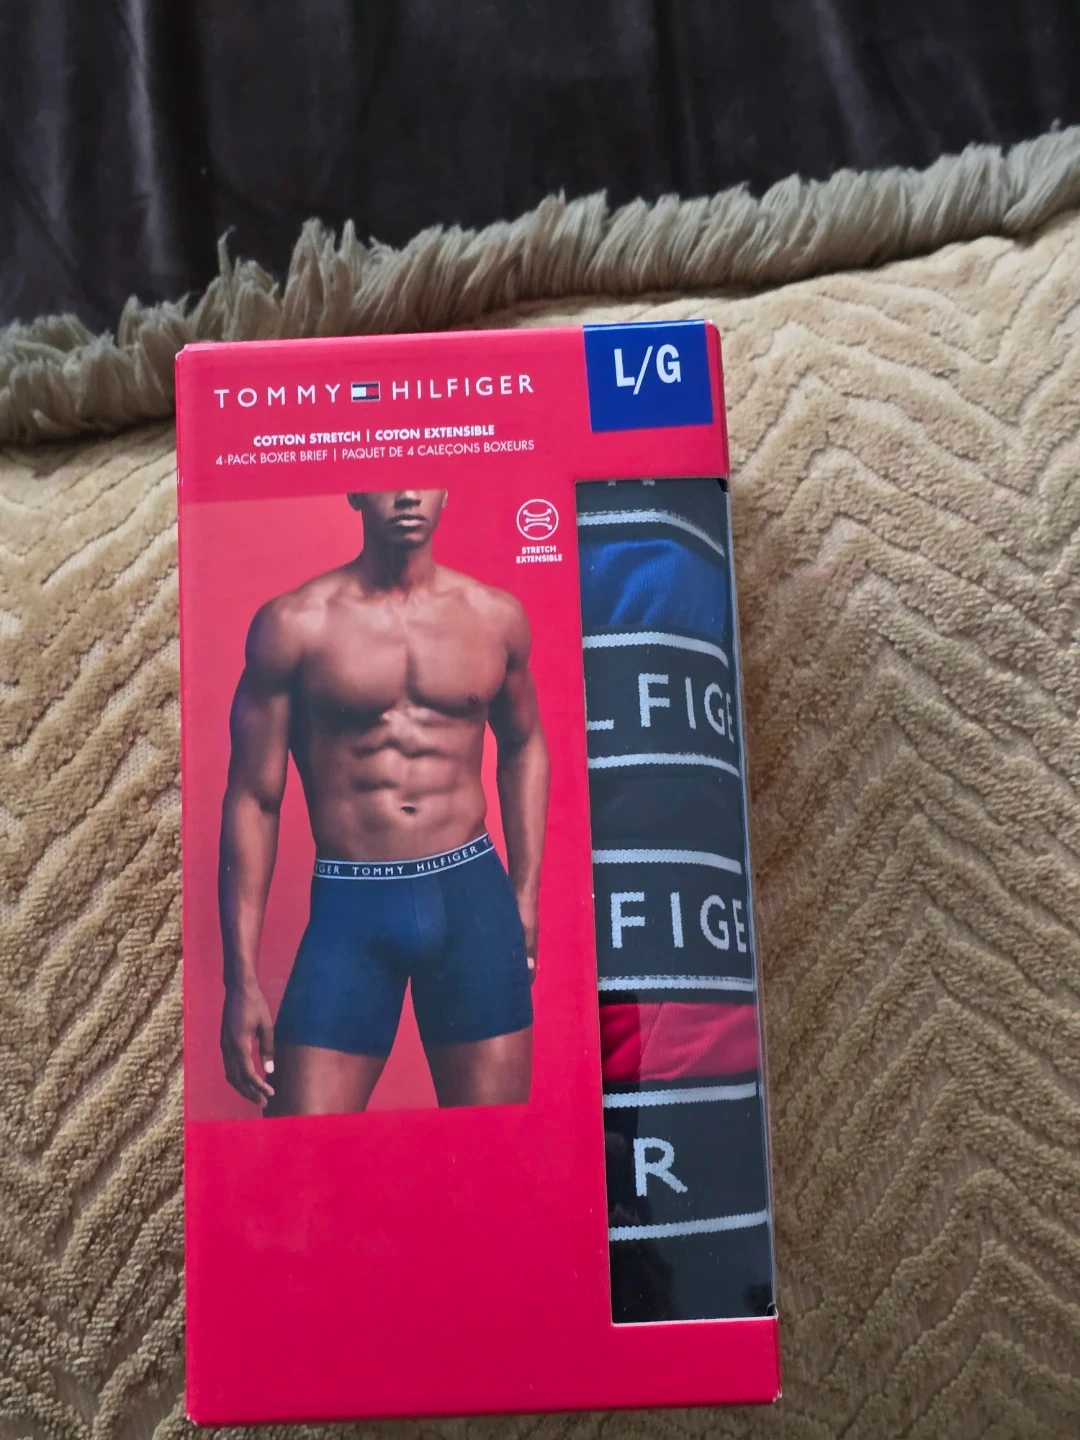 TOMMY HILFIGER
L/G
COTTON STRETCH | COTON EXTENSIBLE
4-PACK BOXER BRIEF | PAQUET DE 4 CALEÇONS BOXEURS
STRETCH
EXTENSIBLE
L FIGE
IGER TOMMY HILFIGER T
FIGE
R